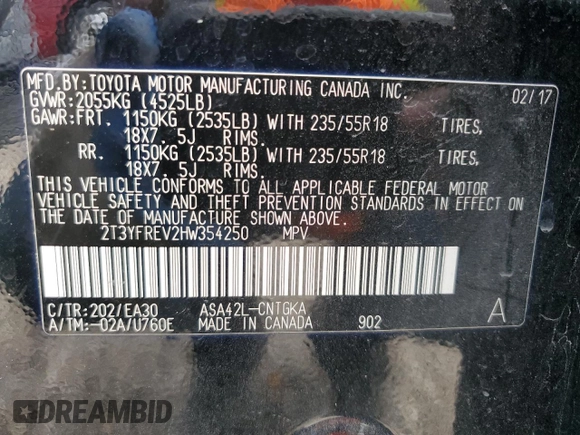 MFD.BY:TOYOTA MOTOR MANUFACTURING CANADA INC. 02/17
GVWR:2055KG (4525LB)
GAWR:FRT. 1150KG (2535LB) WITH 235/55R18 TIRES,
18X7.5J RIMS.
RR. 1150KG (2535LB) WITH 235/55R18 TIRES,
18X7.5J RIMS.
THIS VEHICLE CONFORMS TO ALL APPLICABLE FEDERAL MOTOR
VEHICLE SAFETY AND THEFT PREVENTION STANDARDS IN EFFECT ON
THE DATE OF MANUFACTURE SHOWN ABOVE.
2T3YFREV2HW354250 MPV
C/TR:202/EA30 ASA42L-CNTGKA A
A/TM:-02A/U760E MADE IN CANADA 902
DREAMBID